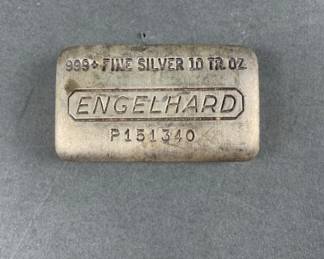 999+ FINE SILVER 10 TR. OZ
ENGELHARD
P151340